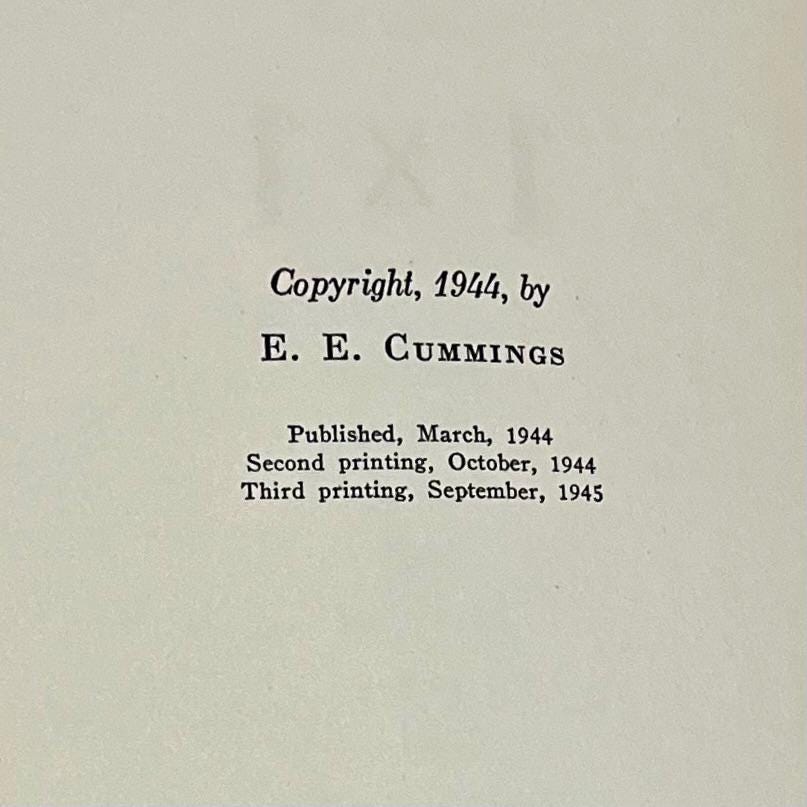 Copyright, 1944, by
E. E. CUMMINGS
Published, March, 1944
Second printing, October, 1944
Third printing, September, 1945